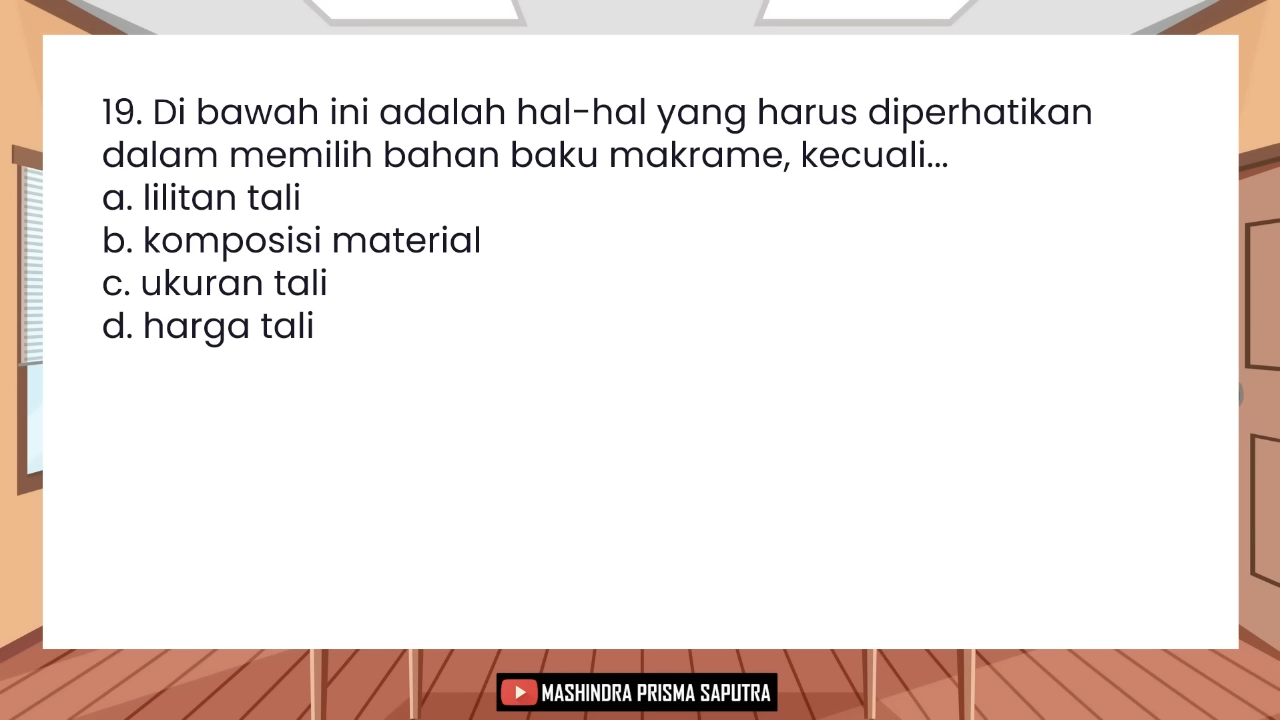 19. Di bawah ini adalah hal-hal yang harus diperhatikan
dalam memilih bahan baku makrame, kecuali...
a. lilitan tali
b. komposisi material
c. ukuran tali
d. harga tali
MASHINDRA PRISMA SAPUTRA